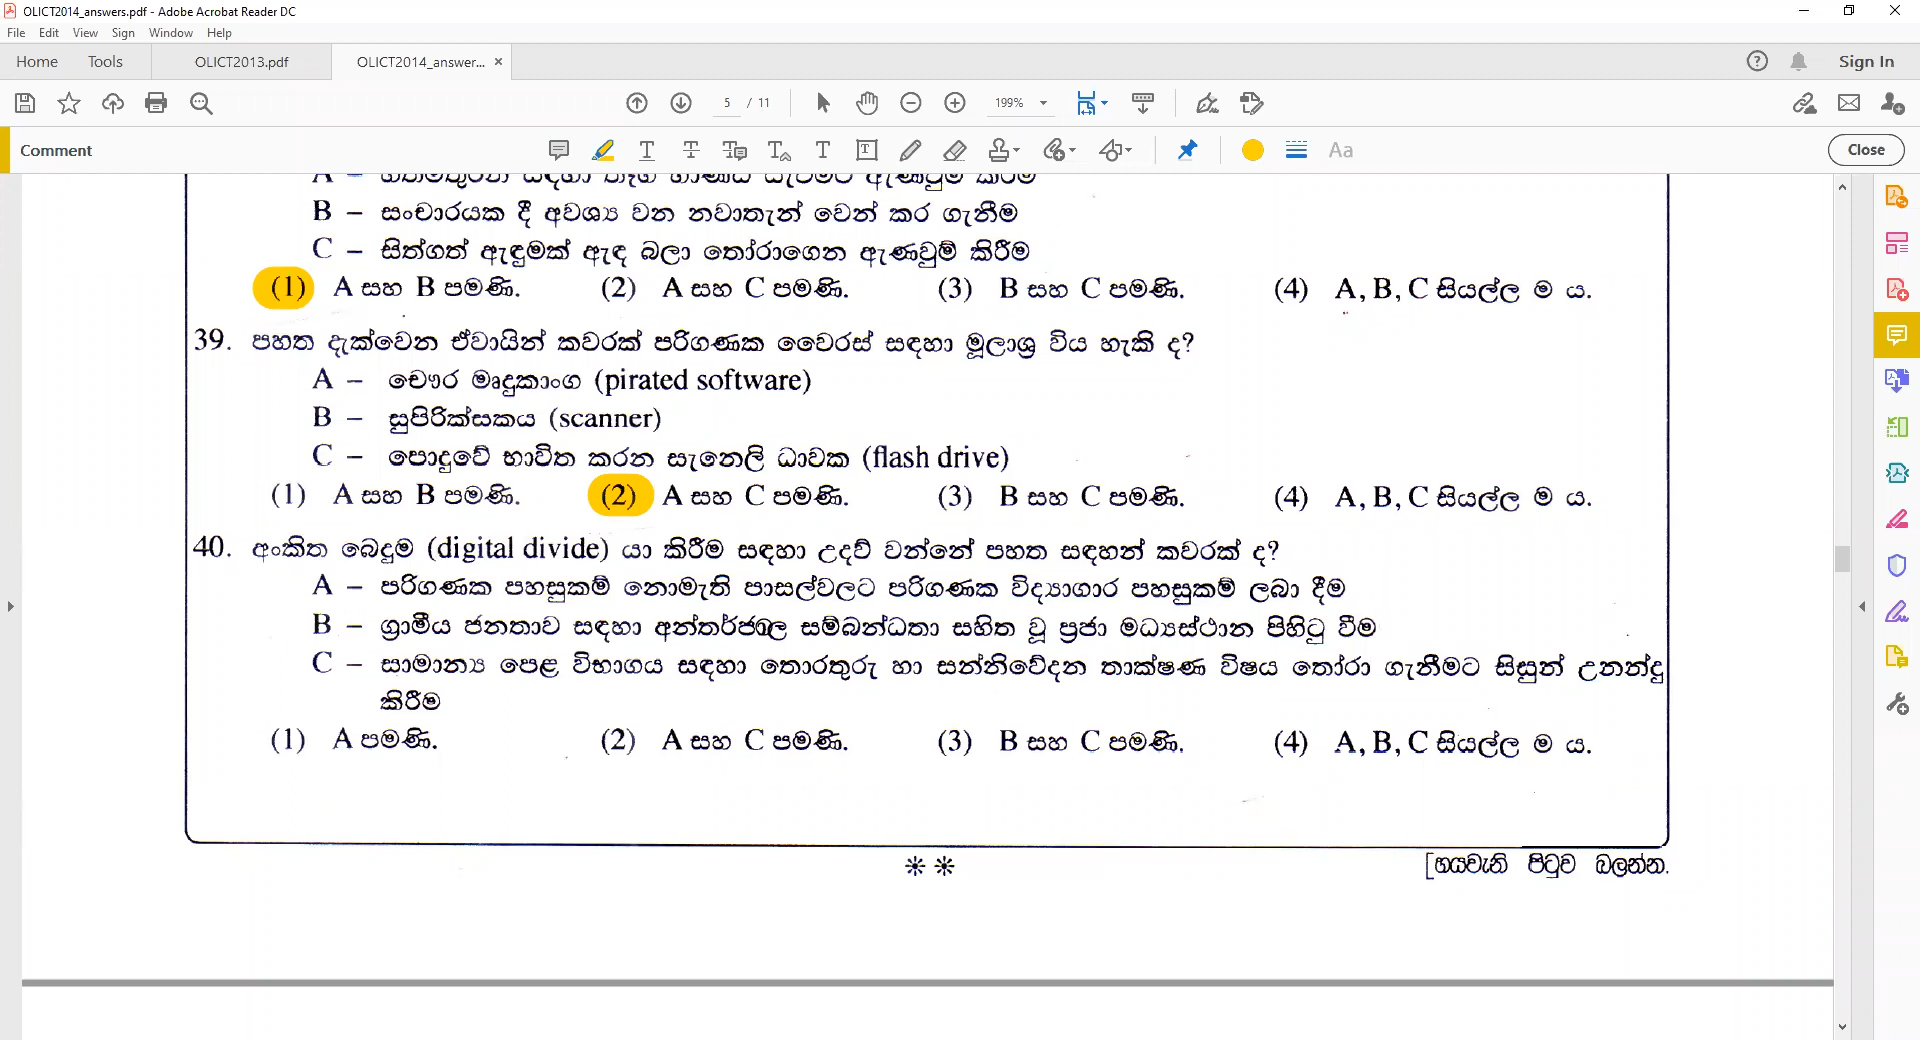 OLICT2014_answers.pdf - Adobe Acrobat Reader DC
File Edit View Sign Window Help
Home Tools OLICT2013.pdf OLICT2014_answer... × Sign In
5 / 11 199%
Comment Close
A – සඳහා තෑගි භාණ්ඩ සැපයීමට ඇණවුම් කිරීම
B – සංචාරයක දී අවශ්‍ය වන නවාතැන් වෙන් කර ගැනීම
C – සිත්ගත් ඇඳුමක් ඇඳ බලා තෝරාගෙන ඇණවුම් කිරීම
(1) A සහ B පමණි. (2) A සහ C පමණි. (3) B සහ C පමණි. (4) A, B, C සියල්ල ම ය.
39. පහත දැක්වෙන ඒවායින් කවරක් පරිගණක වෛරස් සඳහා මූලාශ්‍ර විය හැකි ද?
A – චෞර මෘදුකාංග (pirated software)
B – සුපිරික්සකය (scanner)
C – පොදුවේ භාවිත කරන සැනෙලි ධාවක (flash drive)
(1) A සහ B පමණි. (2) A සහ C පමණි. (3) B සහ C පමණි. (4) A, B, C සියල්ල ම ය.
40. අංකිත බෙදුම (digital divide) යා කිරීම සඳහා උදව් වන්නේ පහත සඳහන් කවරක් ද?
A – පරිගණක පහසුකම් නොමැති පාසල්වලට පරිගණක විද්‍යාගාර පහසුකම් ලබා දීම
B – ග්‍රාමීය ජනතාව සඳහා අන්තර්ජාල සම්බන්ධතා සහිත වූ ප්‍රජා මධ්‍යස්ථාන පිහිටු වීම
C – සාමාන්‍ය පෙළ විභාගය සඳහා තොරතුරු හා සන්නිවේදන තාක්ෂණ විෂය තෝරා ගැනීමට සිසුන් උනන්දු
කිරීම
(1) A පමණි. (2) A සහ C පමණි. (3) B සහ C පමණි. (4) A, B, C සියල්ල ම ය.
[හයවැනි පිටුව බලන්න.